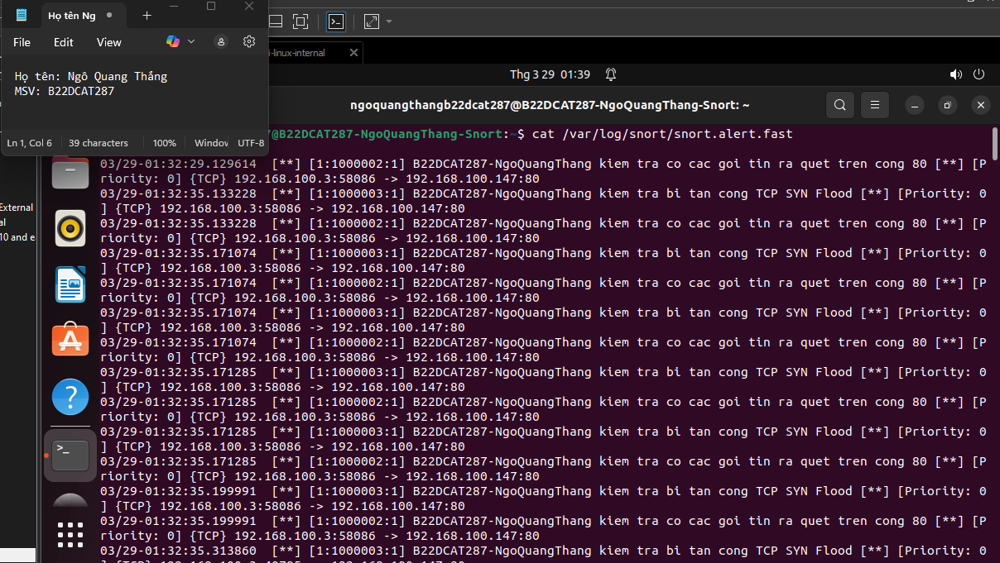 Họ tên Ng
File
Edit
View
Họ tên: Ngô Quang Thắng
MSV: B22DCAT287
Ln 1, Col 6
39 characters
100%
Window
UTF-8
i-linux-internal
Thg 3 29 01:39
ngoquangthangb22dcat287@B22DCAT287-NgoQuangThang-Snort: ~
External
al
10 and e
7@B22DCAT287-NgoQuangThang-Snort:~$ cat /var/log/snort/snort.alert.fast
03/29-01:32:29.129614 [**] [1:1000002:1] B22DCAT287-NgoQuangThang kiem tra co cac goi tin ra quet tren cong 80 [**] [P
riority: 0] {TCP} 192.168.100.3:58086 -> 192.168.100.147:80
03/29-01:32:35.133228 [**] [1:1000003:1] B22DCAT287-NgoQuangThang kiem tra bi tan cong TCP SYN Flood [**] [Priority: 0
] {TCP} 192.168.100.3:58086 -> 192.168.100.147:80
03/29-01:32:35.133228 [**] [1:1000002:1] B22DCAT287-NgoQuangThang kiem tra co cac goi tin ra quet tren cong 80 [**] [P
riority: 0] {TCP} 192.168.100.3:58086 -> 192.168.100.147:80
03/29-01:32:35.171074 [**] [1:1000003:1] B22DCAT287-NgoQuangThang kiem tra bi tan cong TCP SYN Flood [**] [Priority: 0
] {TCP} 192.168.100.3:58086 -> 192.168.100.147:80
03/29-01:32:35.171074 [**] [1:1000002:1] B22DCAT287-NgoQuangThang kiem tra co cac goi tin ra quet tren cong 80 [**] [P
riority: 0] {TCP} 192.168.100.3:58086 -> 192.168.100.147:80
03/29-01:32:35.171074 [**] [1:1000003:1] B22DCAT287-NgoQuangThang kiem tra bi tan cong TCP SYN Flood [**] [Priority: 0
] {TCP} 192.168.100.3:58086 -> 192.168.100.147:80
03/29-01:32:35.171074 [**] [1:1000002:1] B22DCAT287-NgoQuangThang kiem tra co cac goi tin ra quet tren cong 80 [**] [P
riority: 0] {TCP} 192.168.100.3:58086 -> 192.168.100.147:80
03/29-01:32:35.171285 [**] [1:1000003:1] B22DCAT287-NgoQuangThang kiem tra bi tan cong TCP SYN Flood [**] [Priority: 0
] {TCP} 192.168.100.3:58086 -> 192.168.100.147:80
03/29-01:32:35.171285 [**] [1:1000002:1] B22DCAT287-NgoQuangThang kiem tra co cac goi tin ra quet tren cong 80 [**] [P
riority: 0] {TCP} 192.168.100.3:58086 -> 192.168.100.147:80
03/29-01:32:35.171285 [**] [1:1000003:1] B22DCAT287-NgoQuangThang kiem tra bi tan cong TCP SYN Flood [**] [Priority: 0
] {TCP} 192.168.100.3:58086 -> 192.168.100.147:80
03/29-01:32:35.171285 [**] [1:1000002:1] B22DCAT287-NgoQuangThang kiem tra co cac goi tin ra quet tren cong 80 [**] [P
riority: 0] {TCP} 192.168.100.3:58086 -> 192.168.100.147:80
03/29-01:32:35.199991 [**] [1:1000003:1] B22DCAT287-NgoQuangThang kiem tra bi tan cong TCP SYN Flood [**] [Priority: 0
] {TCP} 192.168.100.3:58086 -> 192.168.100.147:80
03/29-01:32:35.199991 [**] [1:1000002:1] B22DCAT287-NgoQuangThang kiem tra co cac goi tin ra quet tren cong 80 [**] [P
riority: 0] {TCP} 192.168.100.3:58086 -> 192.168.100.147:80
03/29-01:32:35.313860 [**] [1:1000003:1] B22DCAT287-NgoQuangThang kiem tra bi tan cong TCP SYN Flood [**] [Priority: 0